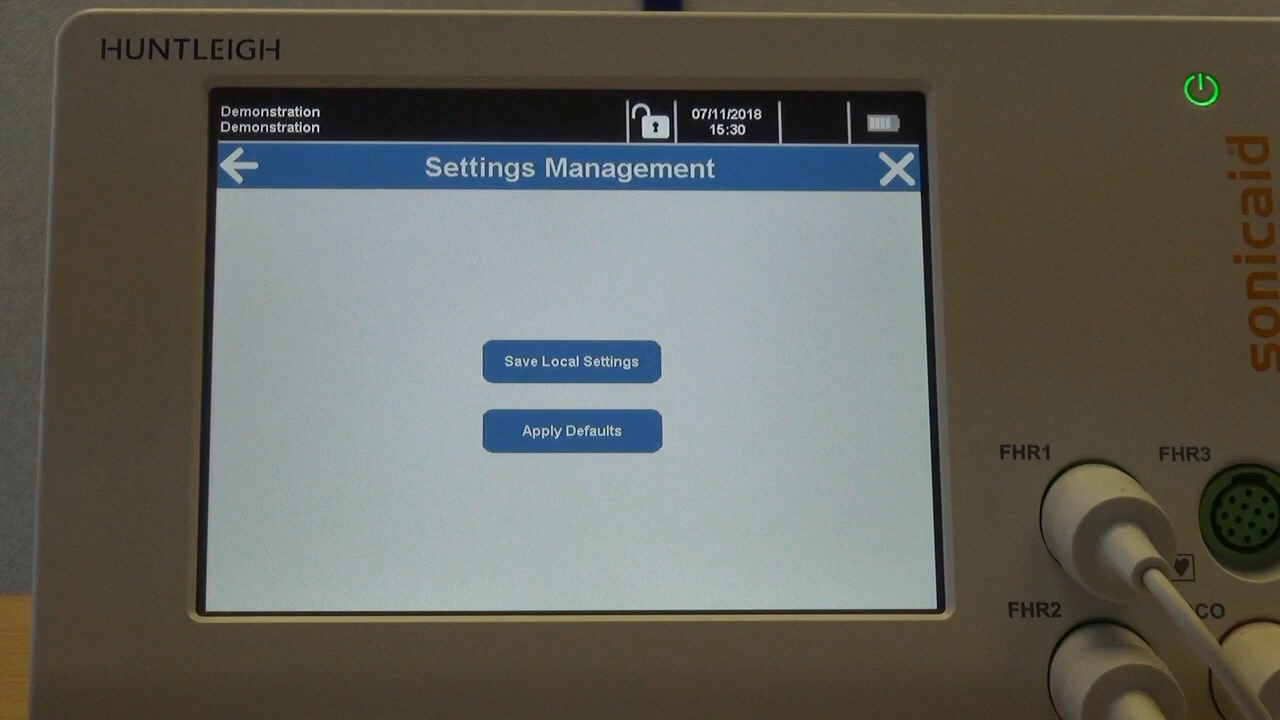 HUNTLEIGH
Demonstration
Demonstration
07/11/2018
15:30
Settings Management
Save Local Settings
Apply Defaults
sonicaid
FHR1
FHR3
FHR2
CO